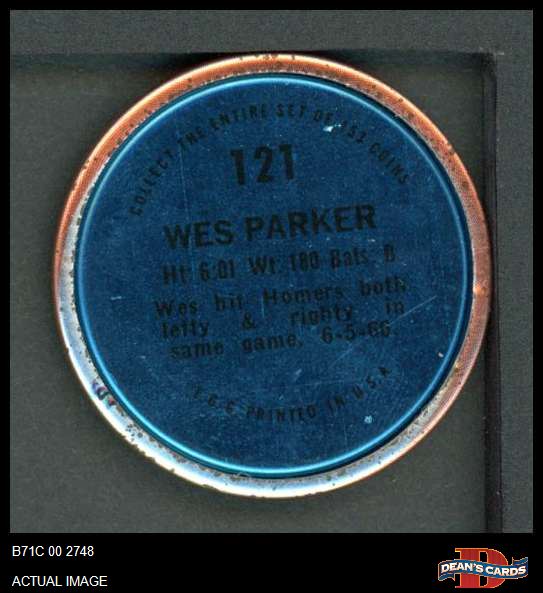 COLLECT THE ENTIRE SET OF 153 COINS
121
WES PARKER
Ht: 6:01 Wt: 180 Bats: B
Wes hit Homers both
lefty & righty in
same game, 6-5-66.
T.C.G. PRINTED IN U.S.A.
B71C 00 2748
ACTUAL IMAGE
D
DEAN'S CARDS